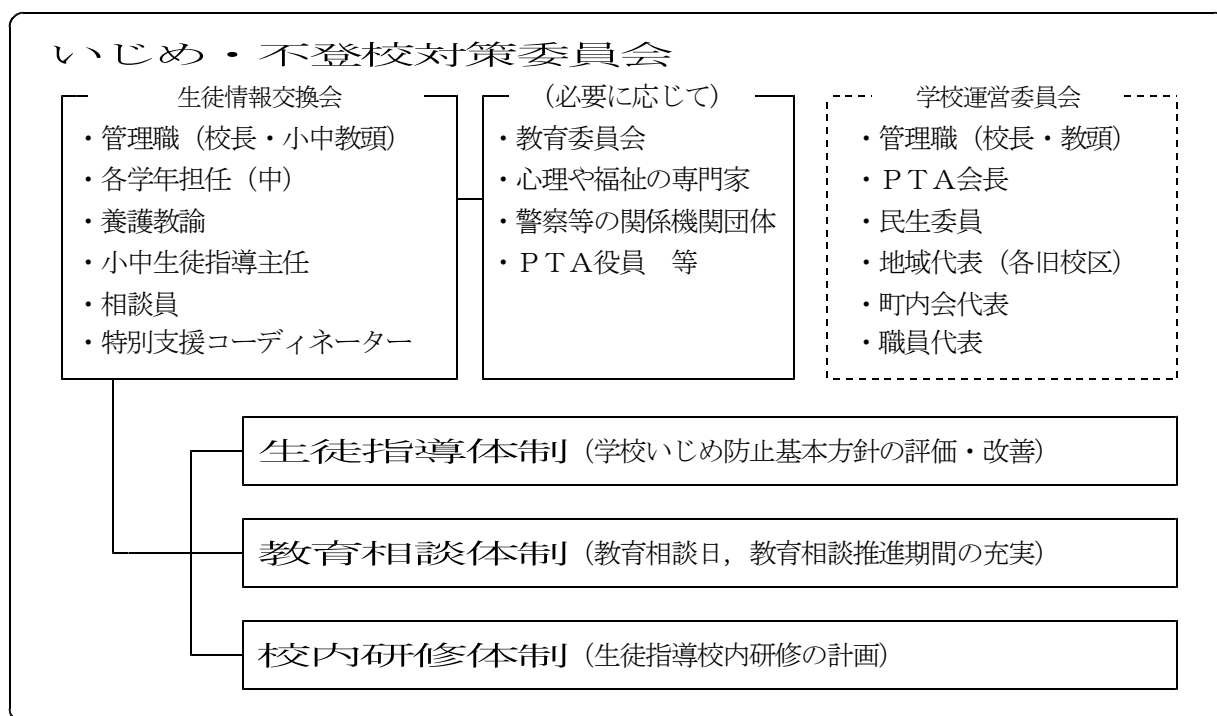 いじめ・不登校対策委員会
生徒情報交換会
・管理職（校長・小中教頭）
・各学年担任（中）
・養護教諭
・小中生徒指導主任
・相談員
・特別支援コーディネーター
（必要に応じて）
・教育委員会
・心理や福祉の専門家
・警察等の関係機関団体
・ＰＴＡ役員　等
学校運営委員会
・管理職（校長・教頭）
・ＰＴＡ会長
・民生委員
・地域代表（各旧校区）
・町内会代表
・職員代表
生徒指導体制（学校いじめ防止基本方針の評価・改善）
教育相談体制（教育相談日，教育相談推進期間の充実）
校内研修体制（生徒指導校内研修の計画）